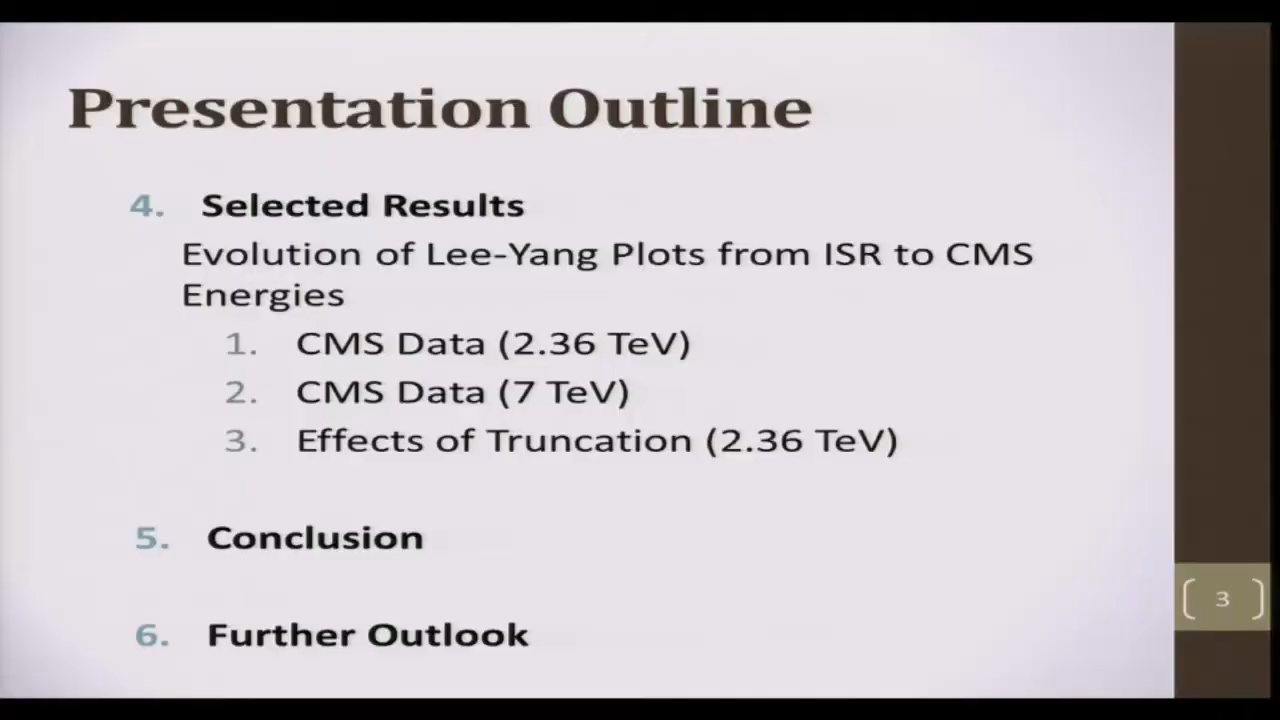 Presentation Outline
4. Selected Results
Evolution of Lee-Yang Plots from ISR to CMS
Energies
1. CMS Data (2.36 TeV)
2. CMS Data (7 TeV)
3. Effects of Truncation (2.36 TeV)
5. Conclusion
6. Further Outlook
3